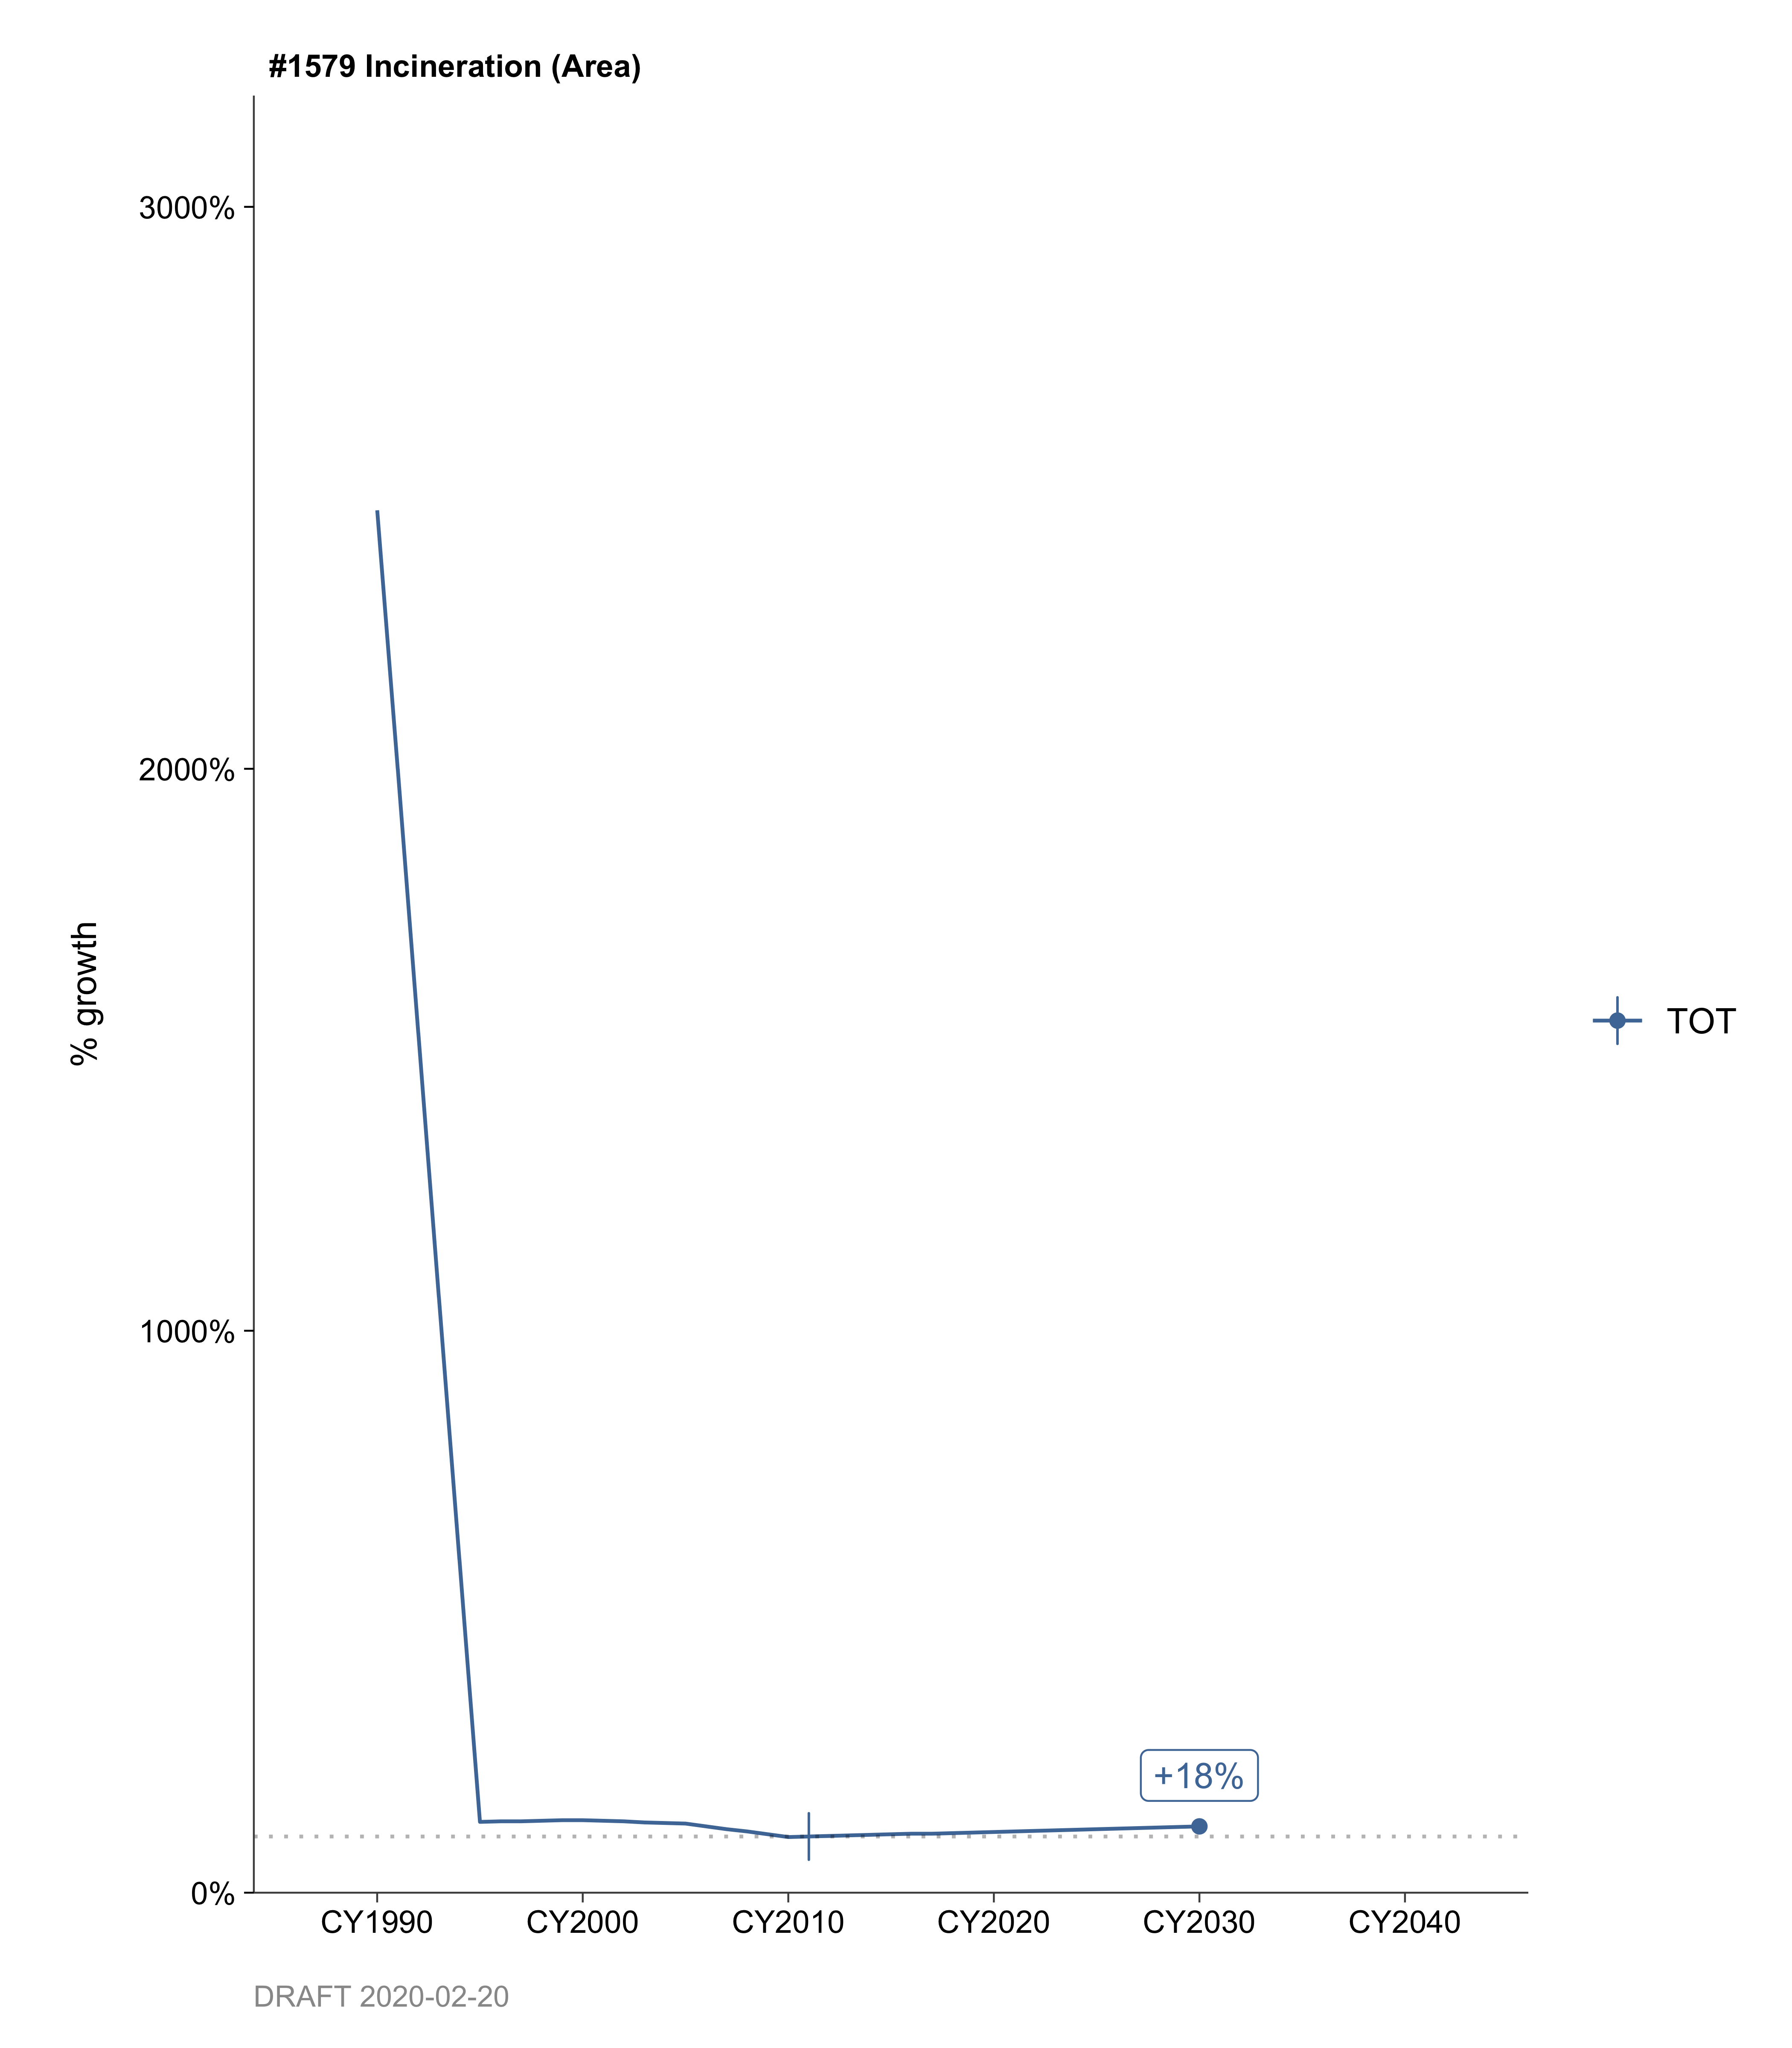 #1579 Incineration (Area)
% growth
3000%
2000%
1000%
0%
+18%
CY1990 CY2000 CY2010 CY2020 CY2030 CY2040
TOT
DRAFT 2020-02-20